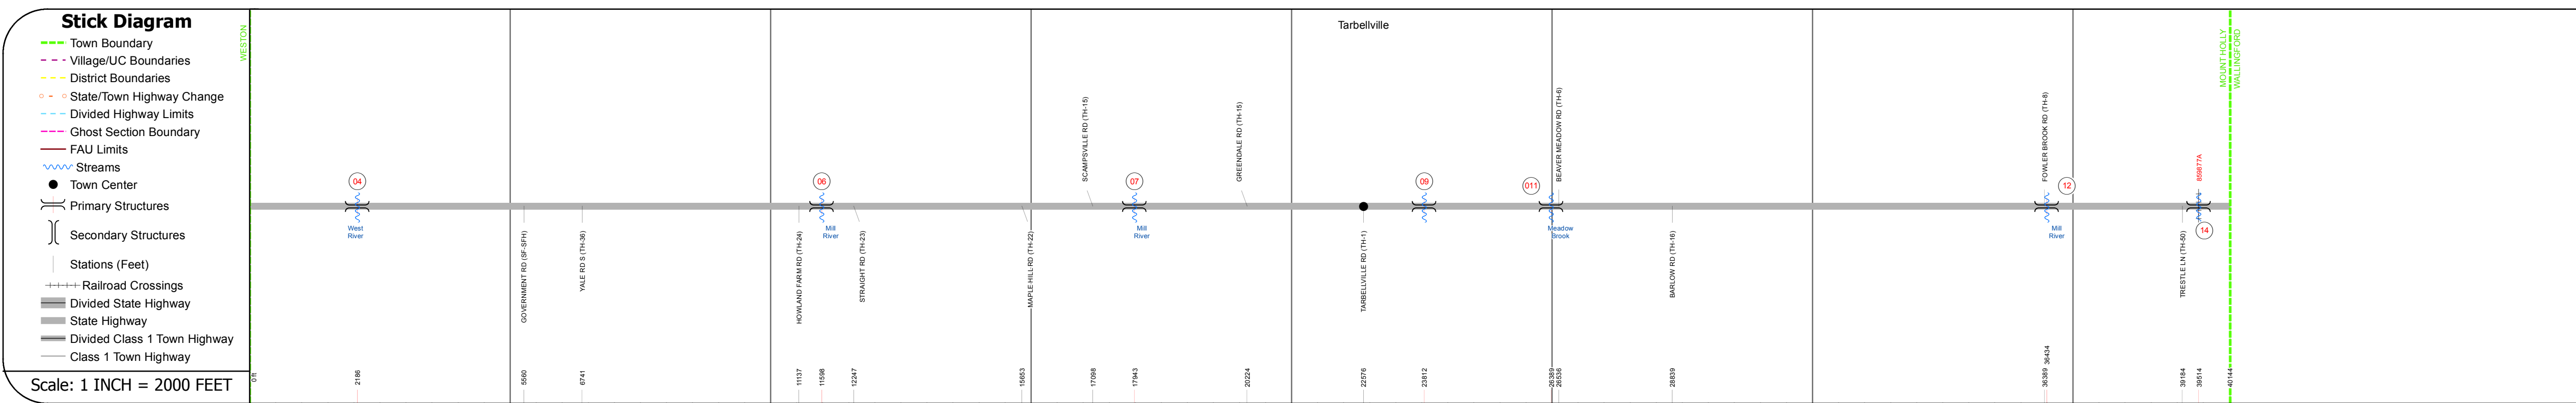 Stick Diagram
Town Boundary
Village/UC Boundaries
District Boundaries
State/Town Highway Change
Divided Highway Limits
Ghost Section Boundary
FAU Limits
Streams
Town Center
Primary Structures
Secondary Structures
Stations (Feet)
Railroad Crossings
Divided State Highway
State Highway
Divided Class 1 Town Highway
Class 1 Town Highway
Scale: 1 INCH = 2000 FEET
WESTON
Tarbellville
MOUNT HOLLY
WALLINGFORD
SCAMPSVILLE RD (TH-15)
GREENDALE RD (TH-15)
BEAVER MEADOW RD (TH-6)
FOWLER BROOK RD (TH-8)
859877A
04
06
07
09
011
12
14
West
River
Mill
River
Mill
River
Meadow
Brook
Mill
River
GOVERNMENT RD (SF-SFH)
YALE RD S (TH-36)
HOWLAND FARM RD (TH-24)
STRAIGHT RD (TH-23)
MAPLE HILL RD (TH-22)
TARBELLVILLE RD (TH-1)
BARLOW RD (TH-16)
TRESTLE LN (TH-50)
0 ft
2186
5560
6741
11137
11598
12247
15653
17098
17943
20224
22576
23812
26389
26536
28839
36389
36434
39184
39514
40144